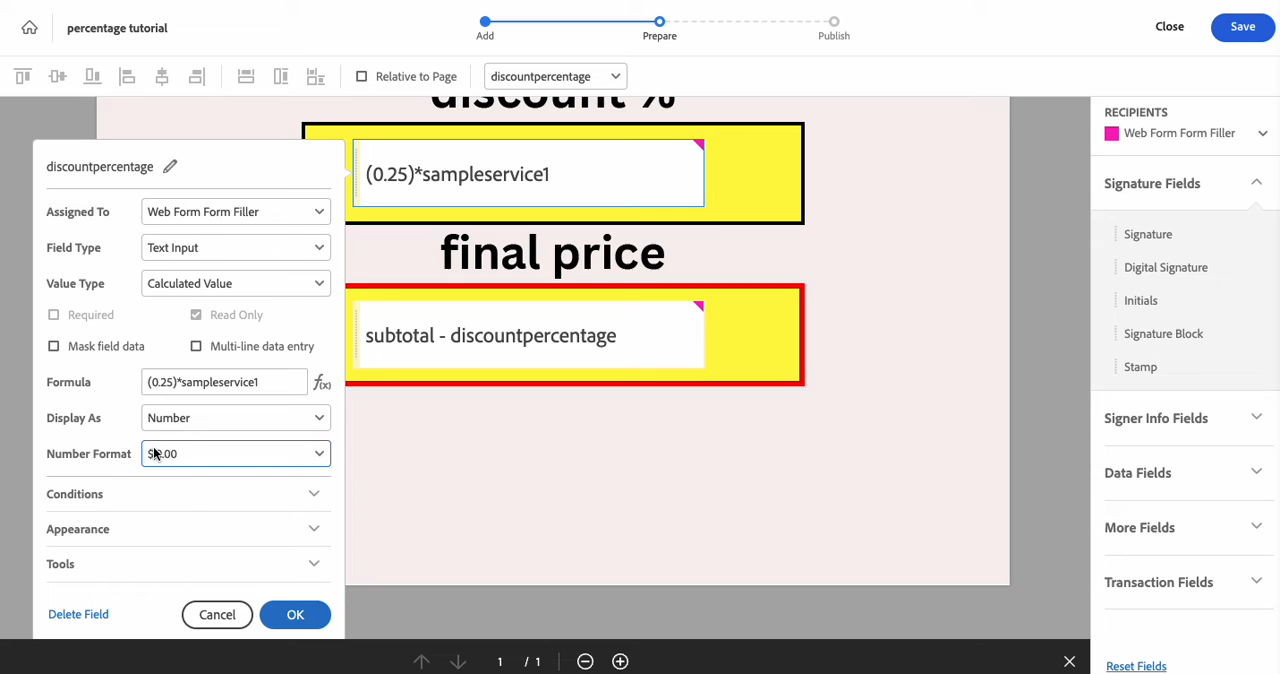 percentage tutorial
Add
Prepare
Publish
Close
Save
Relative to Page
discountpercentage
discount %
(0.25)*sampleservice1
final price
subtotal - discountpercentage
discountpercentage
Assigned To
Web Form Form Filler
Field Type
Text Input
Value Type
Calculated Value
Required
Read Only
Mask field data
Multi-line data entry
Formula
(0.25)*sampleservice1
f(x)
Display As
Number
Number Format
Conditions
Appearance
Tools
Delete Field
Cancel
OK
RECIPIENTS
Web Form Form Filler
Signature Fields
Signature
Digital Signature
Initials
Signature Block
Stamp
Signer Info Fields
Data Fields
More Fields
Transaction Fields
Reset Fields
1 / 1